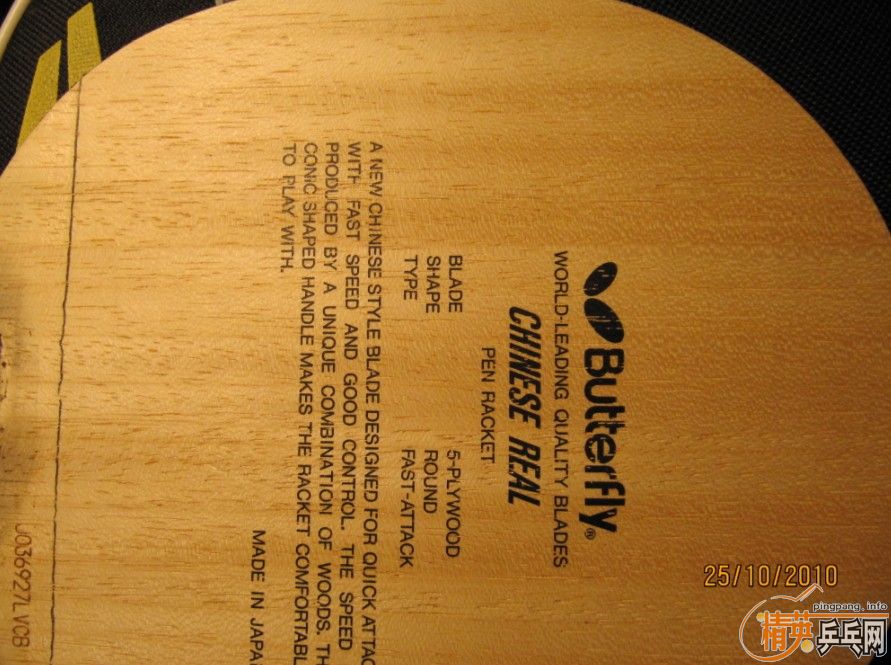 Butterfly®
WORLD-LEADING QUALITY BLADES
CHINESE REAL
PEN RACKET
BLADE 5-PLYWOOD
SHAPE ROUND
TYPE FAST-ATTACK
A NEW CHINESE STYLE BLADE DESIGNED FOR QUICK ATTAC
WITH FAST SPEED AND GOOD CONTROL. THE SPEED
PRODUCED BY A UNIQUE COMBINATION OF WOODS. TH
CONIC SHAPED HANDLE MAKES THE RACKET COMFORTABL
TO PLAY WITH.
MADE IN JAPA
J036927LVCB
25/10/2010
pingpang.info
精英乒乓网